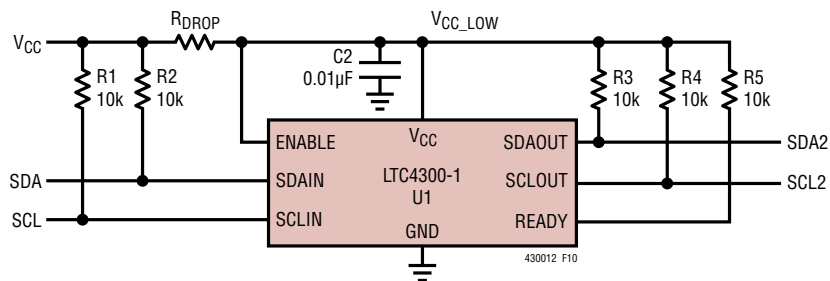 RDROP
VCC_LOW
VCC
R1
10k
R2
10k
C2
0.01µF
R3
10k
R4
10k
R5
10k
ENABLE
VCC
SDAOUT
SDA2
SDA
SDAIN
LTC4300-1
SCLOUT
SCL2
U1
SCL
SCLIN
READY
GND
430012 F10